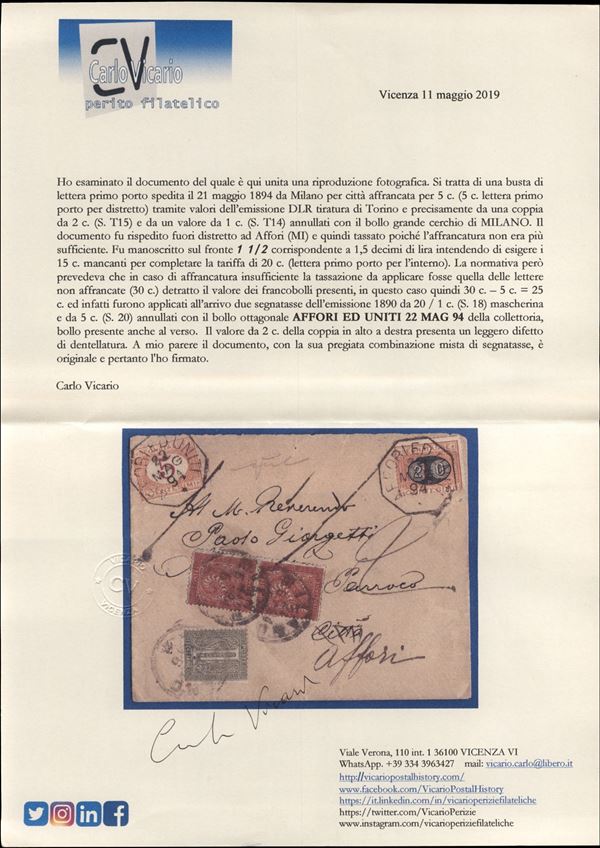 CV
Carlo Vicario
perito filatelico
Vicenza 11 maggio 2019
Ho esaminato il documento del quale è qui unita una riproduzione fotografica. Si tratta di una busta di
lettera primo porto spedita il 21 maggio 1894 da Milano per città affrancata per 5 c. (5 c. lettera primo
porto per distretto) tramite valori dell'emissione DLR tiratura di Torino e precisamente da una coppia
da 2 c. (S. T15) e da un valore da 1 c. (S. T14) annullati con il bollo grande cerchio di MILANO. Il
documento fu rispedito fuori distretto ad Affori (MI) e quindi tassato poiché l'affrancatura non era più
sufficiente. Fu manoscritto sul fronte 1 1/2 corrispondente a 1,5 decimi di lira intendendo di esigere i
15 c. mancanti per completare la tariffa di 20 c. (lettera primo porto per l'interno). La normativa però
prevedeva che in caso di affrancatura insufficiente la tassazione da applicare fosse quella delle lettere
non affrancate (30 c.) detratto il valore dei francobolli presenti, in questo caso quindi 30 c. – 5 c. = 25
c. ed infatti furono applicati all'arrivo due segnatasse dell'emissione 1890 da 20 / 1 c. (S. 18) mascherina
e da 5 c. (S. 20) annullati con il bollo ottagonale AFFORI ED UNITI 22 MAG 94 della collettoria,
bollo presente anche al verso. Il valore da 2 c. della coppia in alto a destra presenta un leggero difetto
di dentellatura. A mio parere il documento, con la sua pregiata combinazione mista di segnatasse, è
originale e pertanto l'ho firmato.
Carlo Vicario
Al M. Reverendo
Paolo Giorgetti
Parroco
Città
Affori
VICARIO
CV
VICENZA
Carlo Vicario
Viale Verona, 110 int. 1 36100 VICENZA VI
WhatsApp. +39 334 3963427 mail: vicario.carlo@libero.it
http://vicariopostalhistory.com/
www.facebook.com/VicarioPostalHistory
https://it.linkedin.com/in/vicarioperiziefilateliche
https://twitter.com/VicarioPerizie
www.instagram.com/vicarioperiziefilateliche